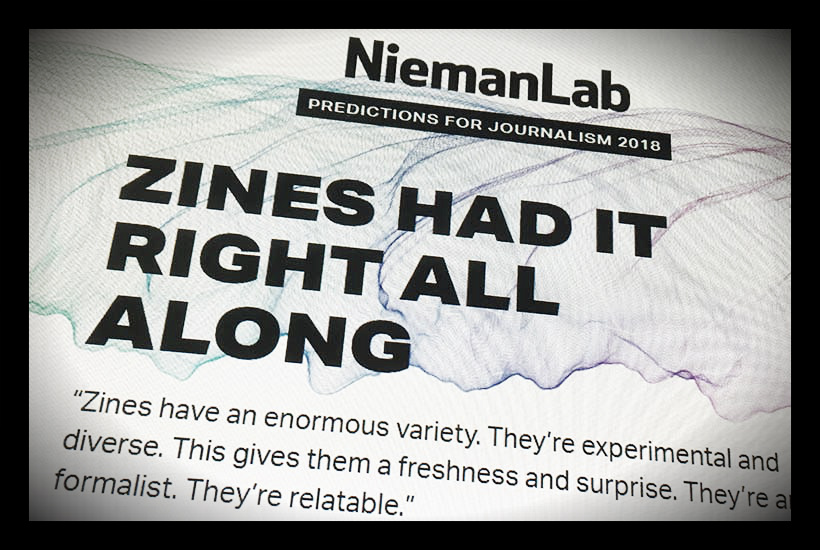 NiemanLab
PREDICTIONS FOR JOURNALISM 2018
ZINES HAD IT
RIGHT ALL
ALONG
“Zines have an enormous variety. They’re experimental and
diverse. This gives them a freshness and surprise. They’re
formalist. They’re relatable.”